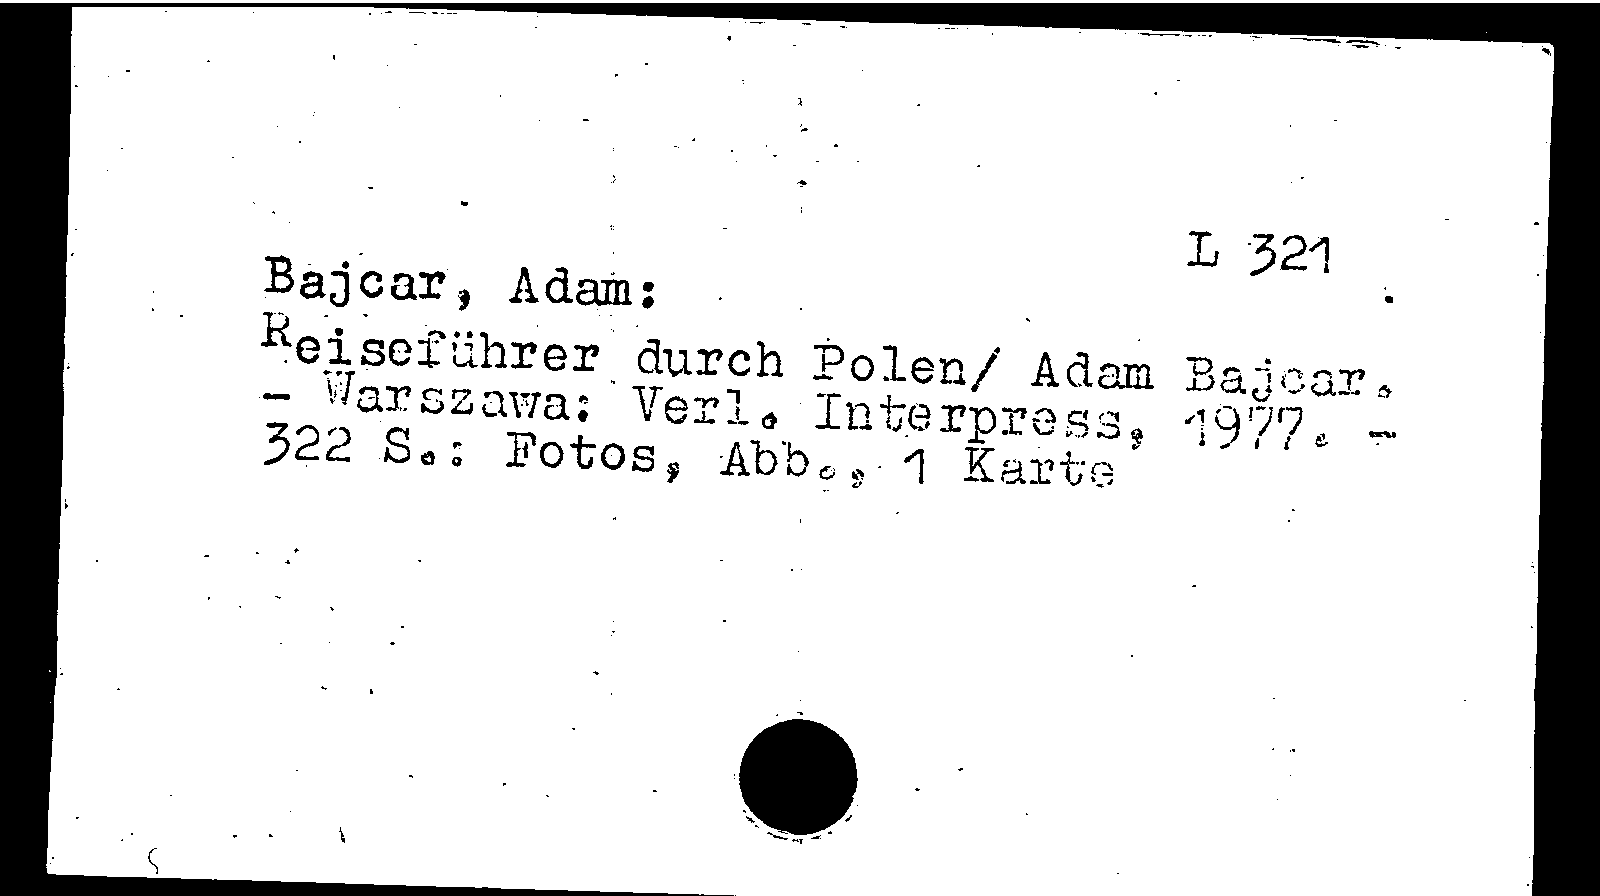 L 321
Bajcar, Adam:
Reiseführer durch Polen/ Adam Bajcar.
- Warszawa: Verl. Interpress, 1977. -
322 S.: Fotos, Abb., 1 Karte